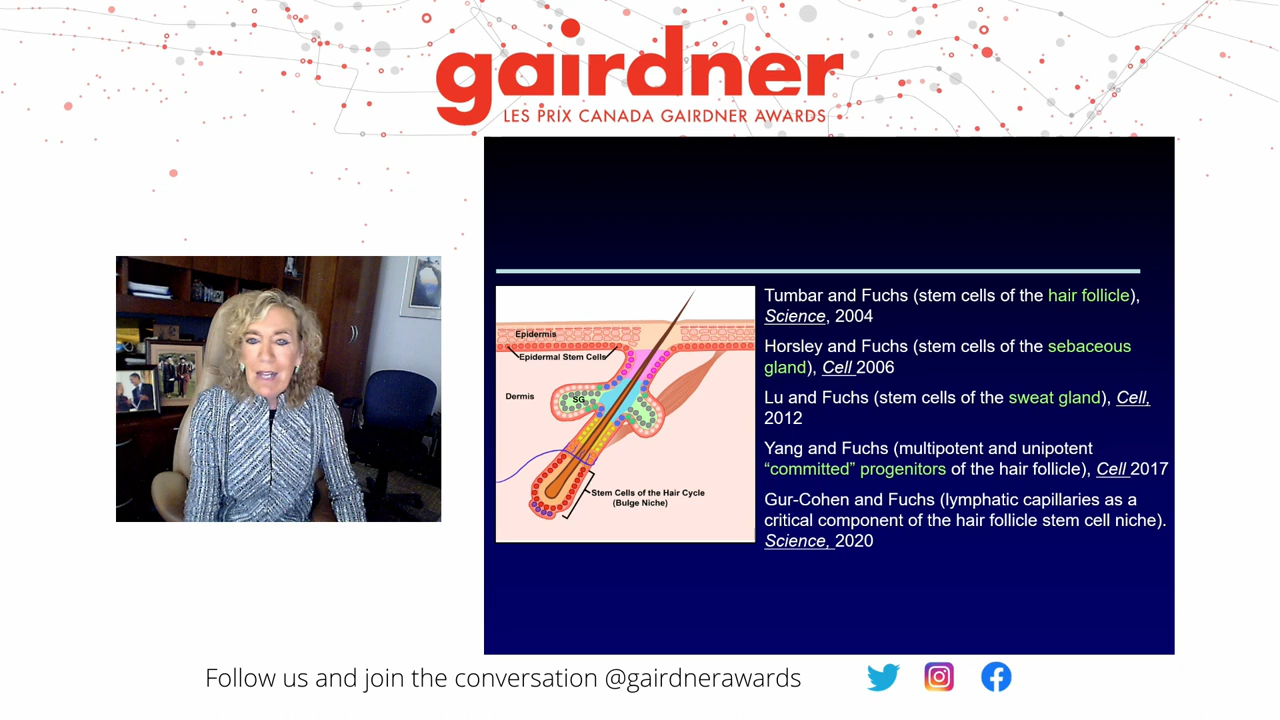 gairdner
LES PRIX CANADA GAIRDNER AWARDS
Tumbar and Fuchs (stem cells of the hair follicle),
Science, 2004
Horsley and Fuchs (stem cells of the sebaceous
gland), Cell 2006
Lu and Fuchs (stem cells of the sweat gland), Cell,
2012
Yang and Fuchs (multipotent and unipotent
“committed” progenitors of the hair follicle), Cell 2017
Gur-Cohen and Fuchs (lymphatic capillaries as a
critical component of the hair follicle stem cell niche).
Science, 2020
Epidermis
Epidermal Stem Cells
Dermis
SG
Stem Cells of the Hair Cycle
(Bulge Niche)
Follow us and join the conversation @gairdnerawards